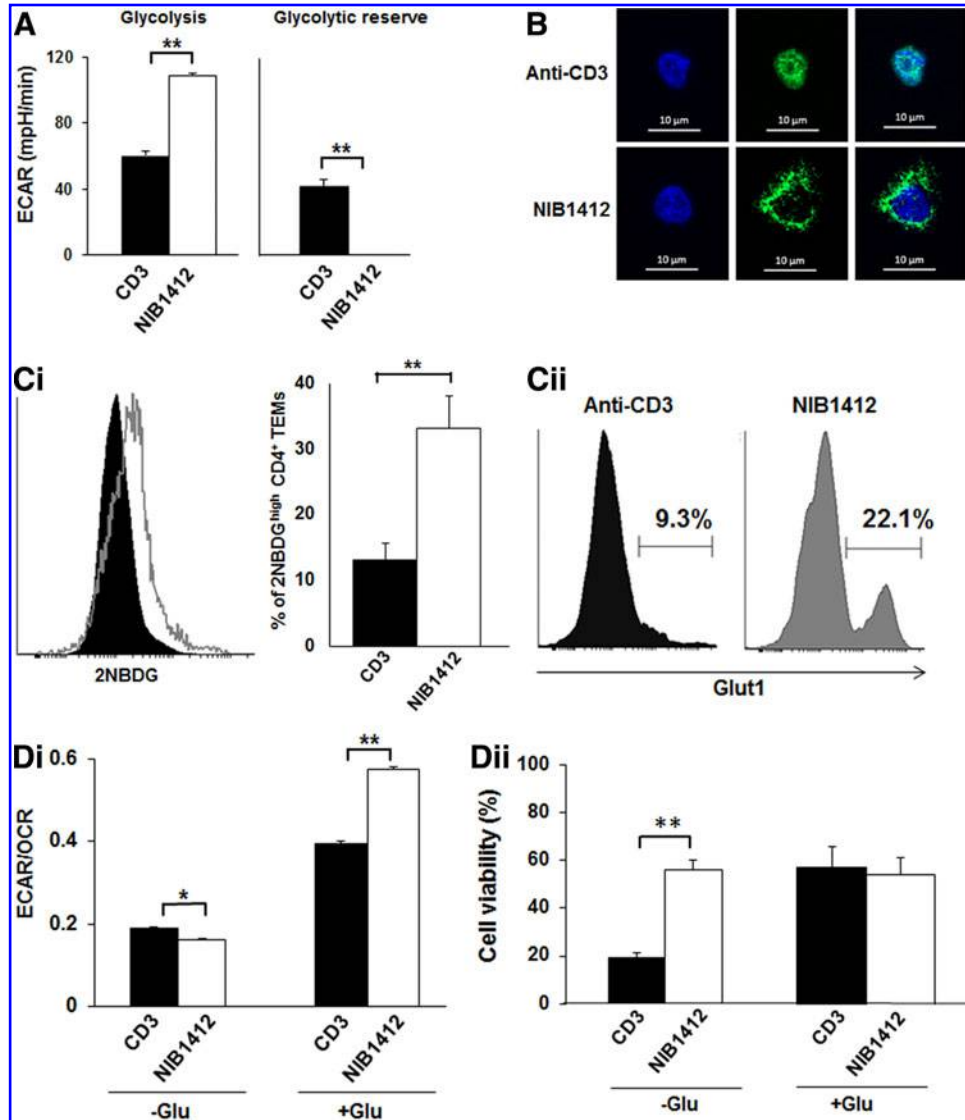 A
Glycolysis
Glycolytic reserve
**
**
ECAR (mpH/min)
120
80
40
0
CD3
NIB1412
CD3
NIB1412
B
Anti-CD3
10 µm
10 µm
10 µm
NIB1412
10 µm
10 µm
10 µm
Ci
2NBDG
**
% of 2NBDGhigh CD4+ TEMs
40
30
20
10
0
CD3
NIB1412
Cii
Anti-CD3
NIB1412
9.3%
22.1%
Glut1
Di
ECAR/OCR
0.6
0.4
0.2
0
*
**
CD3
NIB1412
CD3
NIB1412
-Glu
+Glu
Dii
Cell viability (%)
100
80
60
40
20
0
**
CD3
NIB1412
CD3
NIB1412
-Glu
+Glu